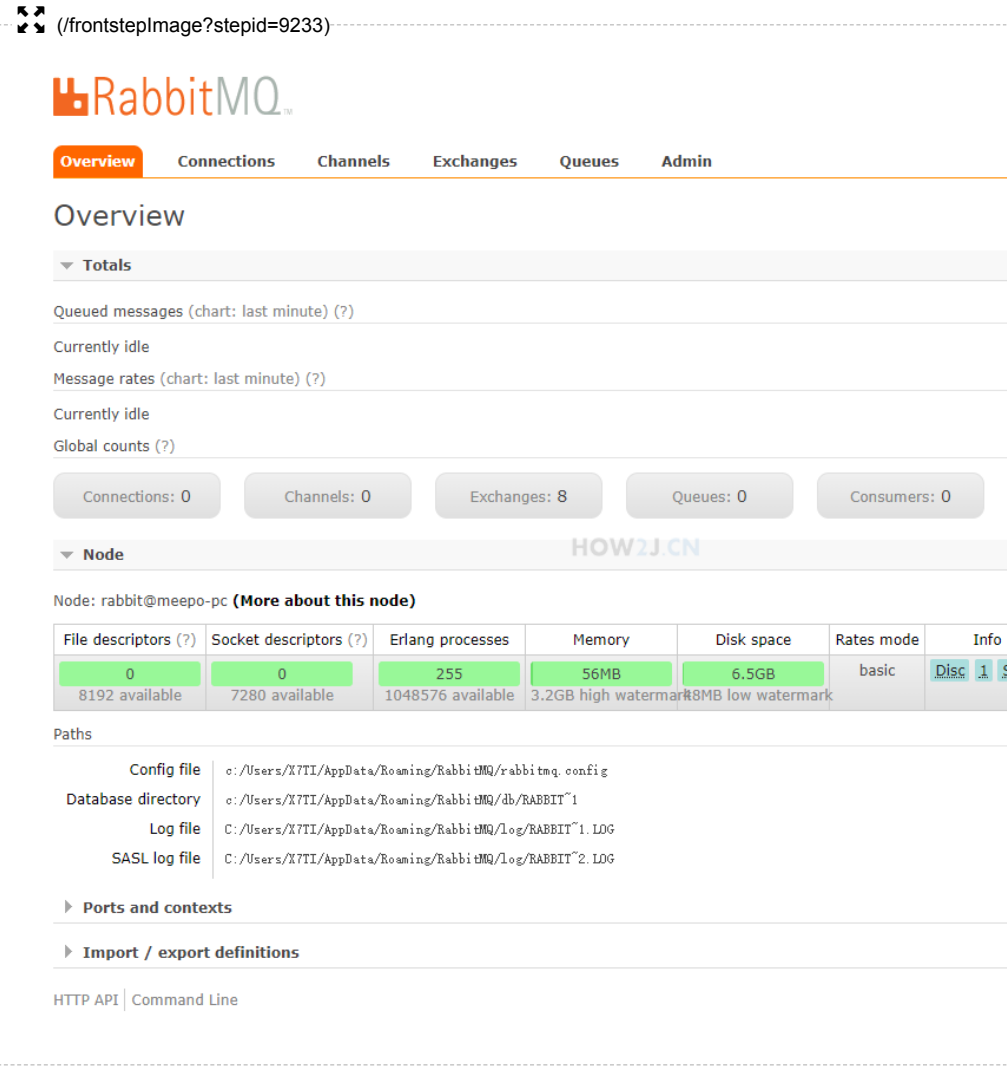 (/frontstepImage?stepid=9233)
RabbitMQ™
Overview Connections Channels Exchanges Queues Admin
Overview
Totals
Queued messages (chart: last minute) (?)
Currently idle
Message rates (chart: last minute) (?)
Currently idle
Global counts (?)
Connections: 0 Channels: 0 Exchanges: 8 Queues: 0 Consumers: 0
HOW2J.CN
Node
Node: rabbit@meepo-pc (More about this node)
File descriptors (?) Socket descriptors (?) Erlang processes Memory Disk space Rates mode Info
0 0 255 56MB 6.5GB basic Disc 1 S
8192 available 7280 available 1048576 available 3.2GB high watermark 48MB low watermark
Paths
Config file c:/Users/X7TI/AppData/Roaming/RabbitMQ/rabbitmq.config
Database directory c:/Users/X7TI/AppData/Roaming/RabbitMQ/db/RABBIT~1
Log file C:/Users/X7TI/AppData/Roaming/RabbitMQ/log/RABBIT~1.LOG
SASL log file C:/Users/X7TI/AppData/Roaming/RabbitMQ/log/RABBIT~2.LOG
Ports and contexts
Import / export definitions
HTTP API Command Line